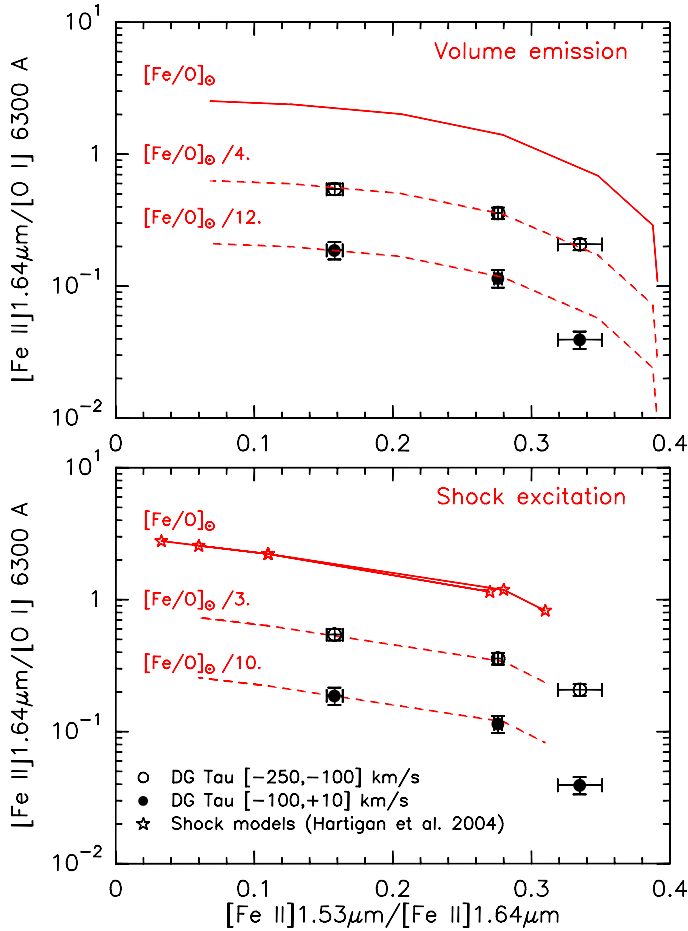 10¹
Volume emission
[Fe/O]⊙
1
[Fe/O]⊙ /4.
[Fe/O]⊙ /12.
10⁻¹
10⁻²
[Fe II]1.64μm/[O I] 6300 A
0 0.1 0.2 0.3 0.4
10¹
Shock excitation
[Fe/O]⊙
1
[Fe/O]⊙ /3.
[Fe/O]⊙ /10.
10⁻¹
DG Tau [−250,−100] km/s
DG Tau [−100,+10] km/s
Shock models (Hartigan et al. 2004)
10⁻²
[Fe II]1.64μm/[O I] 6300 A
0 0.1 0.2 0.3 0.4
[Fe II]1.53μm/[Fe II]1.64μm